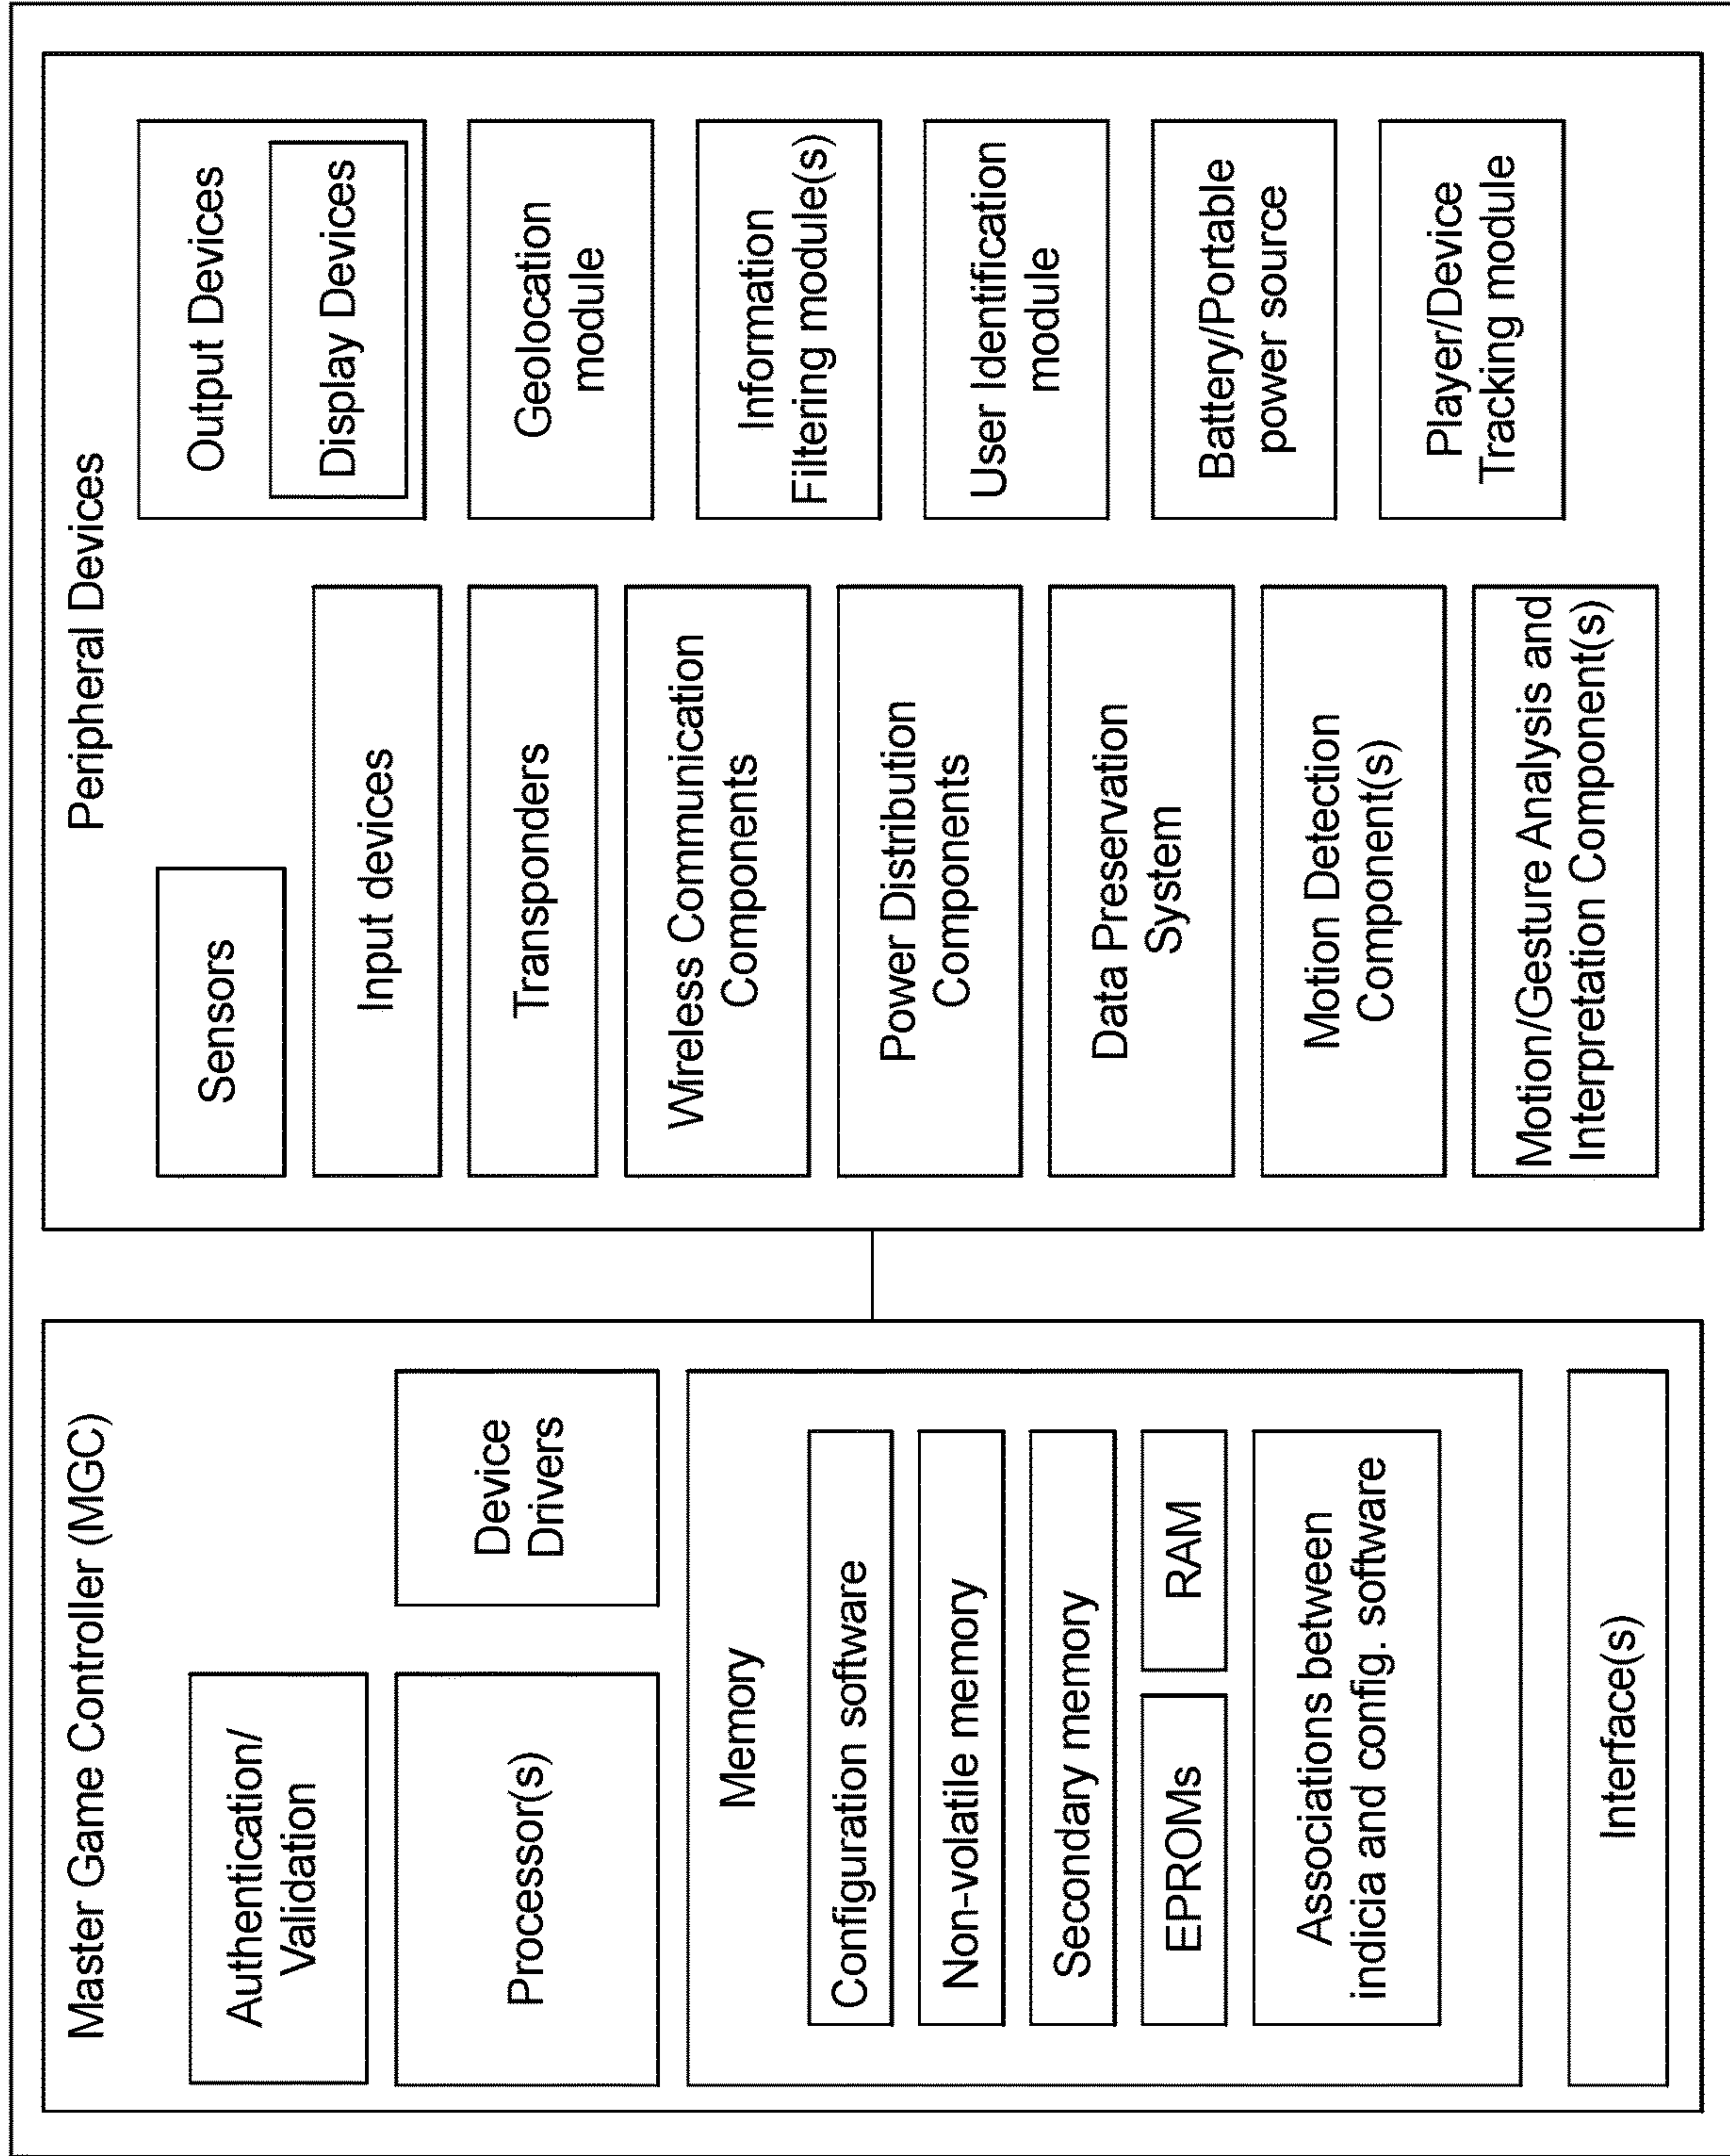 Master Game Controller (MGC)
Authentication/
Validation
Processor(s)
Device
Drivers
Memory
Configuration software
Non-volatile memory
Secondary memory
EPROMs
RAM
Associations between
indicia and config. software
Interface(s)
Peripheral Devices
Sensors
Input devices
Transponders
Wireless Communication
Components
Power Distribution
Components
Data Preservation
System
Motion Detection
Component(s)
Motion/Gesture Analysis and
Interpretation Component(s)
Output Devices
Display Devices
Geolocation
module
Information
Filtering module(s)
User Identification
module
Battery/Portable
power source
Player/Device
Tracking module